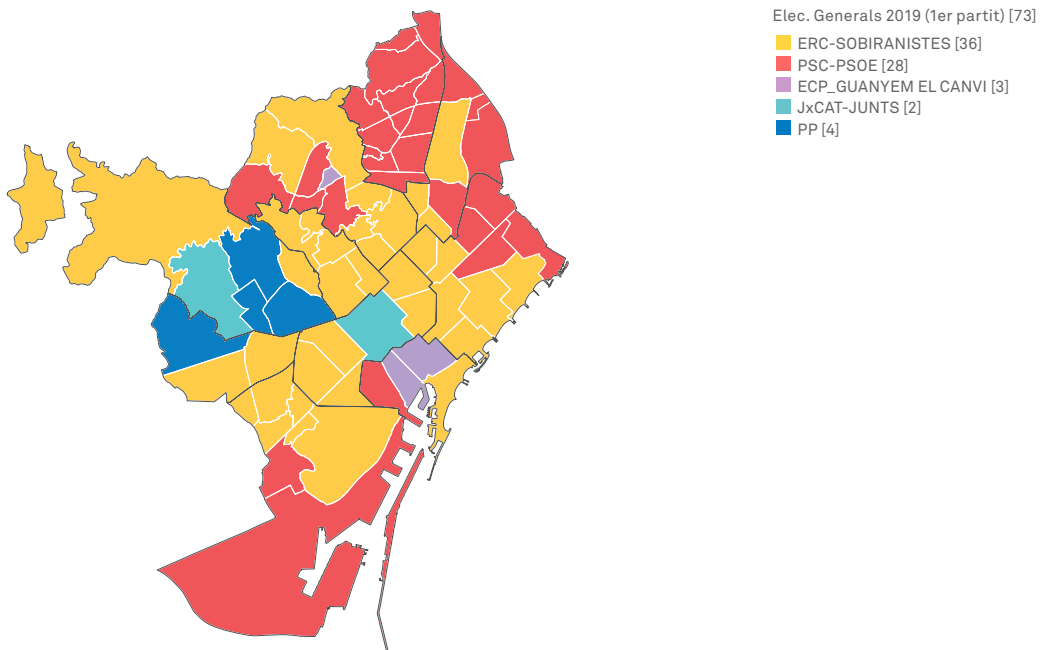 Elec. Generals 2019 (1er partit) [73]
ERC-SOBIRANISTES [36]
PSC-PSOE [28]
ECP_GUANYEM EL CANVI [3]
JxCAT-JUNTS [2]
PP [4]